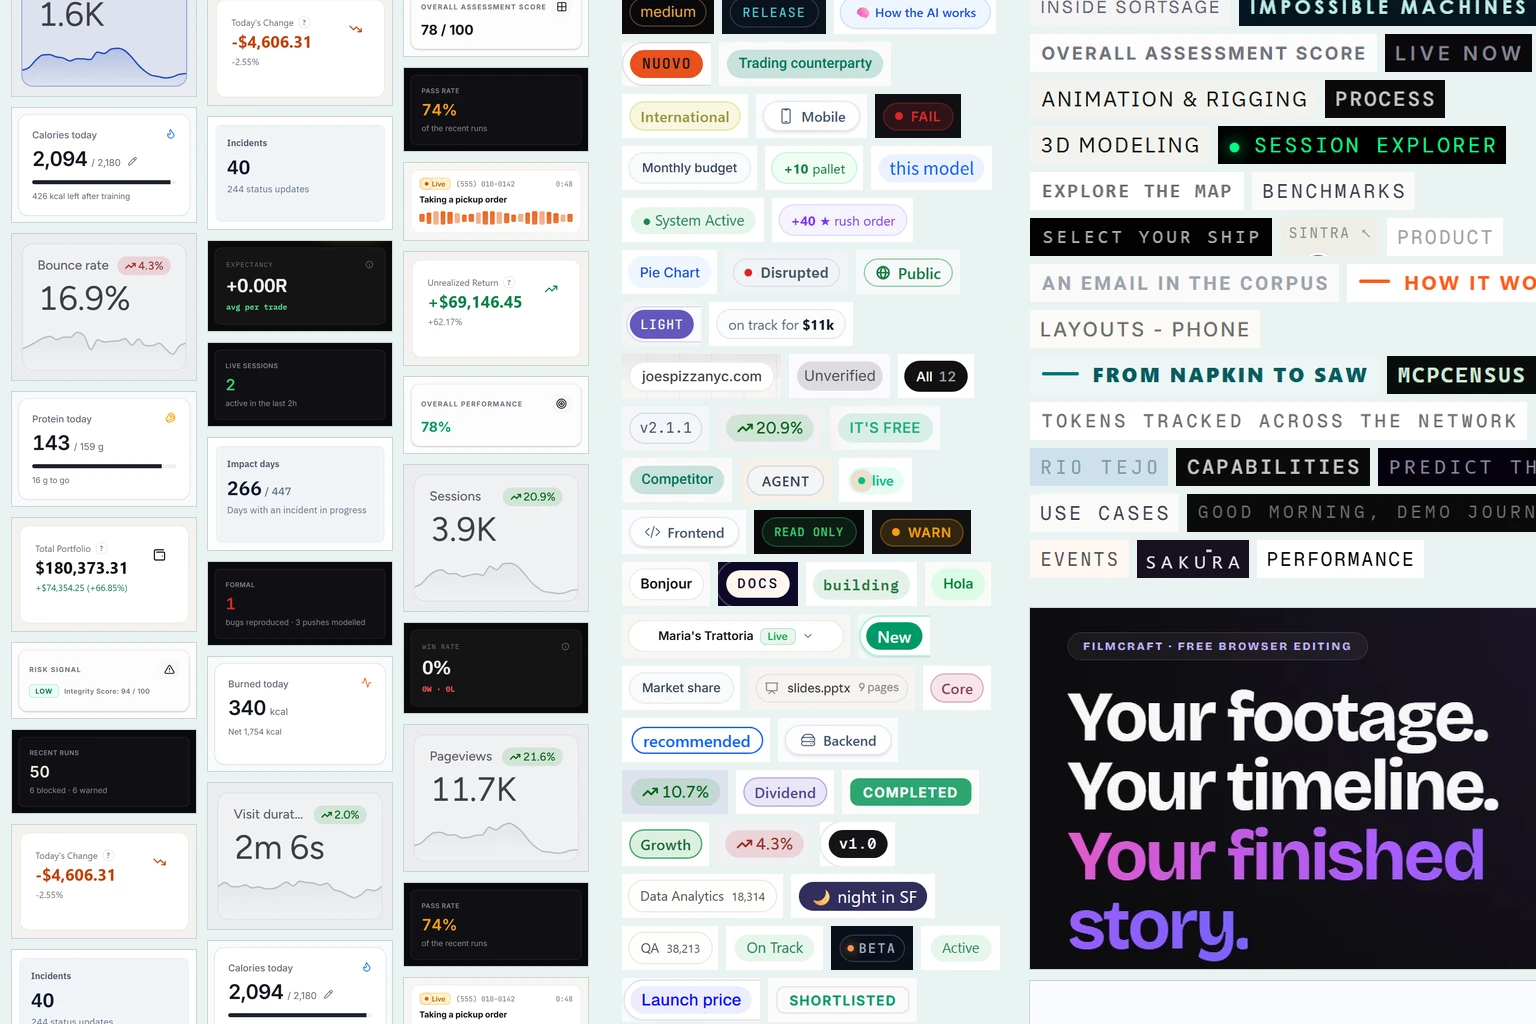 1.6K
Calories today
2,094 / 2,180
426 kcal left after training
Bounce rate
4.3%
16.9%
Protein today
143 / 159 g
16 g to go
Total Portfolio ?
$180,373.31
+$74,354.25 (+66.85%)
RISK SIGNAL
LOW Integrity Score: 94 / 100
RECENT RUNS
50
6 blocked · 6 warned
Today's Change ?
-$4,606.31
-2.55%
Incidents
40
244 status updates
Today's Change ?
-$4,606.31
-2.55%
Incidents
40
244 status updates
EXPECTANCY
+0.00R
avg per trade
LIVE SESSIONS
2
active in the last 2h
Impact days
266 / 447
Days with an incident in progress
FORMAL
1
bugs reproduced · 3 pushes modelled
Burned today
340 kcal
Net 1,754 kcal
Visit durat...
2.0%
2m 6s
Calories today
2,094 / 2,180
OVERALL ASSESSMENT SCORE
78 / 100
PASS RATE
74%
of the recent runs
Live (555) 010-0142 0:48
Taking a pickup order
Unrealized Return ?
+$69,146.45
+62.17%
OVERALL PERFORMANCE
78%
Sessions
20.9%
3.9K
WIN RATE
0%
0W · 0L
Pageviews
21.6%
11.7K
PASS RATE
74%
of the recent runs
Live (555) 010-0142 0:48
Taking a pickup order
medium RELEASE How the AI works
NUOVO Trading counterparty
International Mobile FAIL
Monthly budget +10 pallet this model
System Active +40 ★ rush order
Pie Chart Disrupted Public
LIGHT on track for $11k
joespizzanyc.com Unverified All 12
v2.1.1 20.9% IT'S FREE
Competitor AGENT live
</> Frontend READ ONLY WARN
Bonjour DOCS building Hola
Maria's Trattoria Live New
Market share slides.pptx 9 pages Core
recommended Backend
10.7% Dividend COMPLETED
Growth 4.3% v1.0
Data Analytics 18,314 night in SF
QA 38,213 On Track BETA Active
Launch price SHORTLISTED
INSIDE SORTSAGE IMPOSSIBLE MACHINES
OVERALL ASSESSMENT SCORE LIVE NOW
ANIMATION & RIGGING PROCESS
3D MODELING SESSION EXPLORER
EXPLORE THE MAP BENCHMARKS
SELECT YOUR SHIP SINTRA ↖ PRODUCT
AN EMAIL IN THE CORPUS HOW IT WO
LAYOUTS - PHONE
FROM NAPKIN TO SAW MCPCENSUS
TOKENS TRACKED ACROSS THE NETWORK
RIO TEJO CAPABILITIES PREDICT TH
USE CASES GOOD MORNING, DEMO JOURN
EVENTS SAKURA PERFORMANCE
FILMCRAFT · FREE BROWSER EDITING
Your footage.
Your timeline.
Your finished
story.